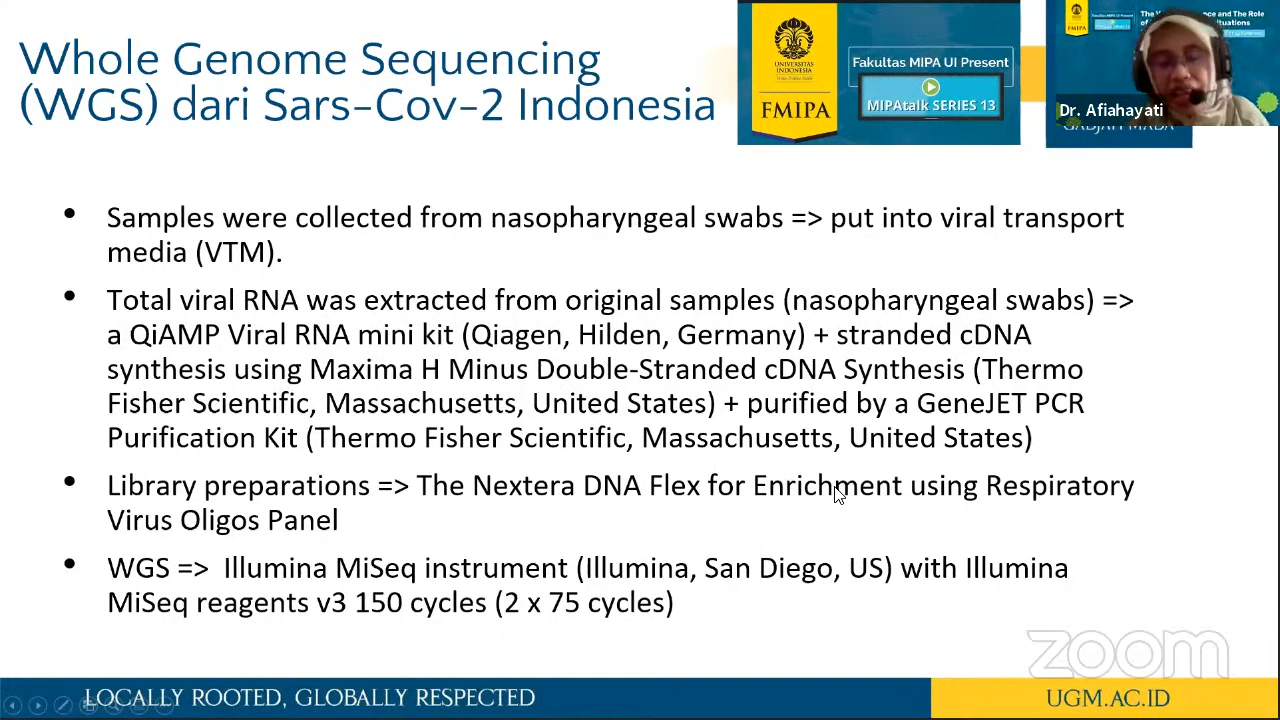 Whole Genome Sequencing
(WGS) dari Sars-Cov-2 Indonesia
UNIVERSITAS
INDONESIA
FMIPA
Fakultas MIPA UI Present
MIPAtalk SERIES 13
Dr. Afiahayati
GADJAH MADA
• Samples were collected from nasopharyngeal swabs => put into viral transport
media (VTM).
• Total viral RNA was extracted from original samples (nasopharyngeal swabs) =>
a QiAMP Viral RNA mini kit (Qiagen, Hilden, Germany) + stranded cDNA
synthesis using Maxima H Minus Double-Stranded cDNA Synthesis (Thermo
Fisher Scientific, Massachusetts, United States) + purified by a GeneJET PCR
Purification Kit (Thermo Fisher Scientific, Massachusetts, United States)
• Library preparations => The Nextera DNA Flex for Enrichment using Respiratory
Virus Oligos Panel
• WGS => Illumina MiSeq instrument (Illumina, San Diego, US) with Illumina
MiSeq reagents v3 150 cycles (2 x 75 cycles)
zoom
LOCALLY ROOTED, GLOBALLY RESPECTED
UGM.AC.ID